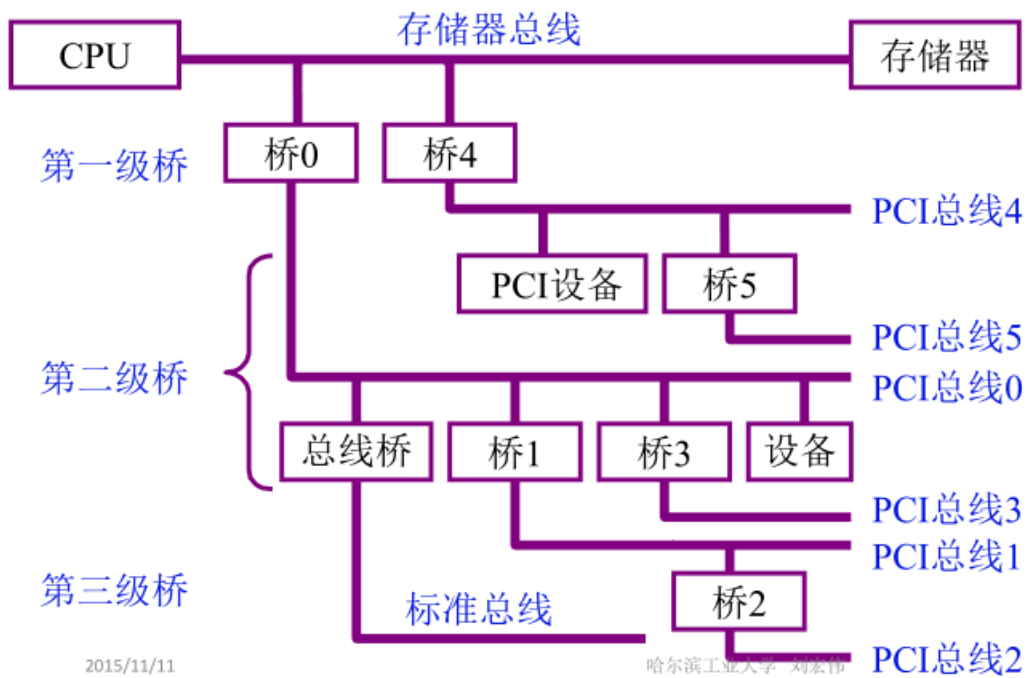 存储器总线
CPU
存储器
第一级桥
桥0
桥4
PCI总线4
PCI设备
桥5
PCI总线5
第二级桥
PCI总线0
总线桥
桥1
桥3
设备
PCI总线3
PCI总线1
第三级桥
标准总线
桥2
2015/11/11
哈尔滨工业大学 刘宏伟
PCI总线2